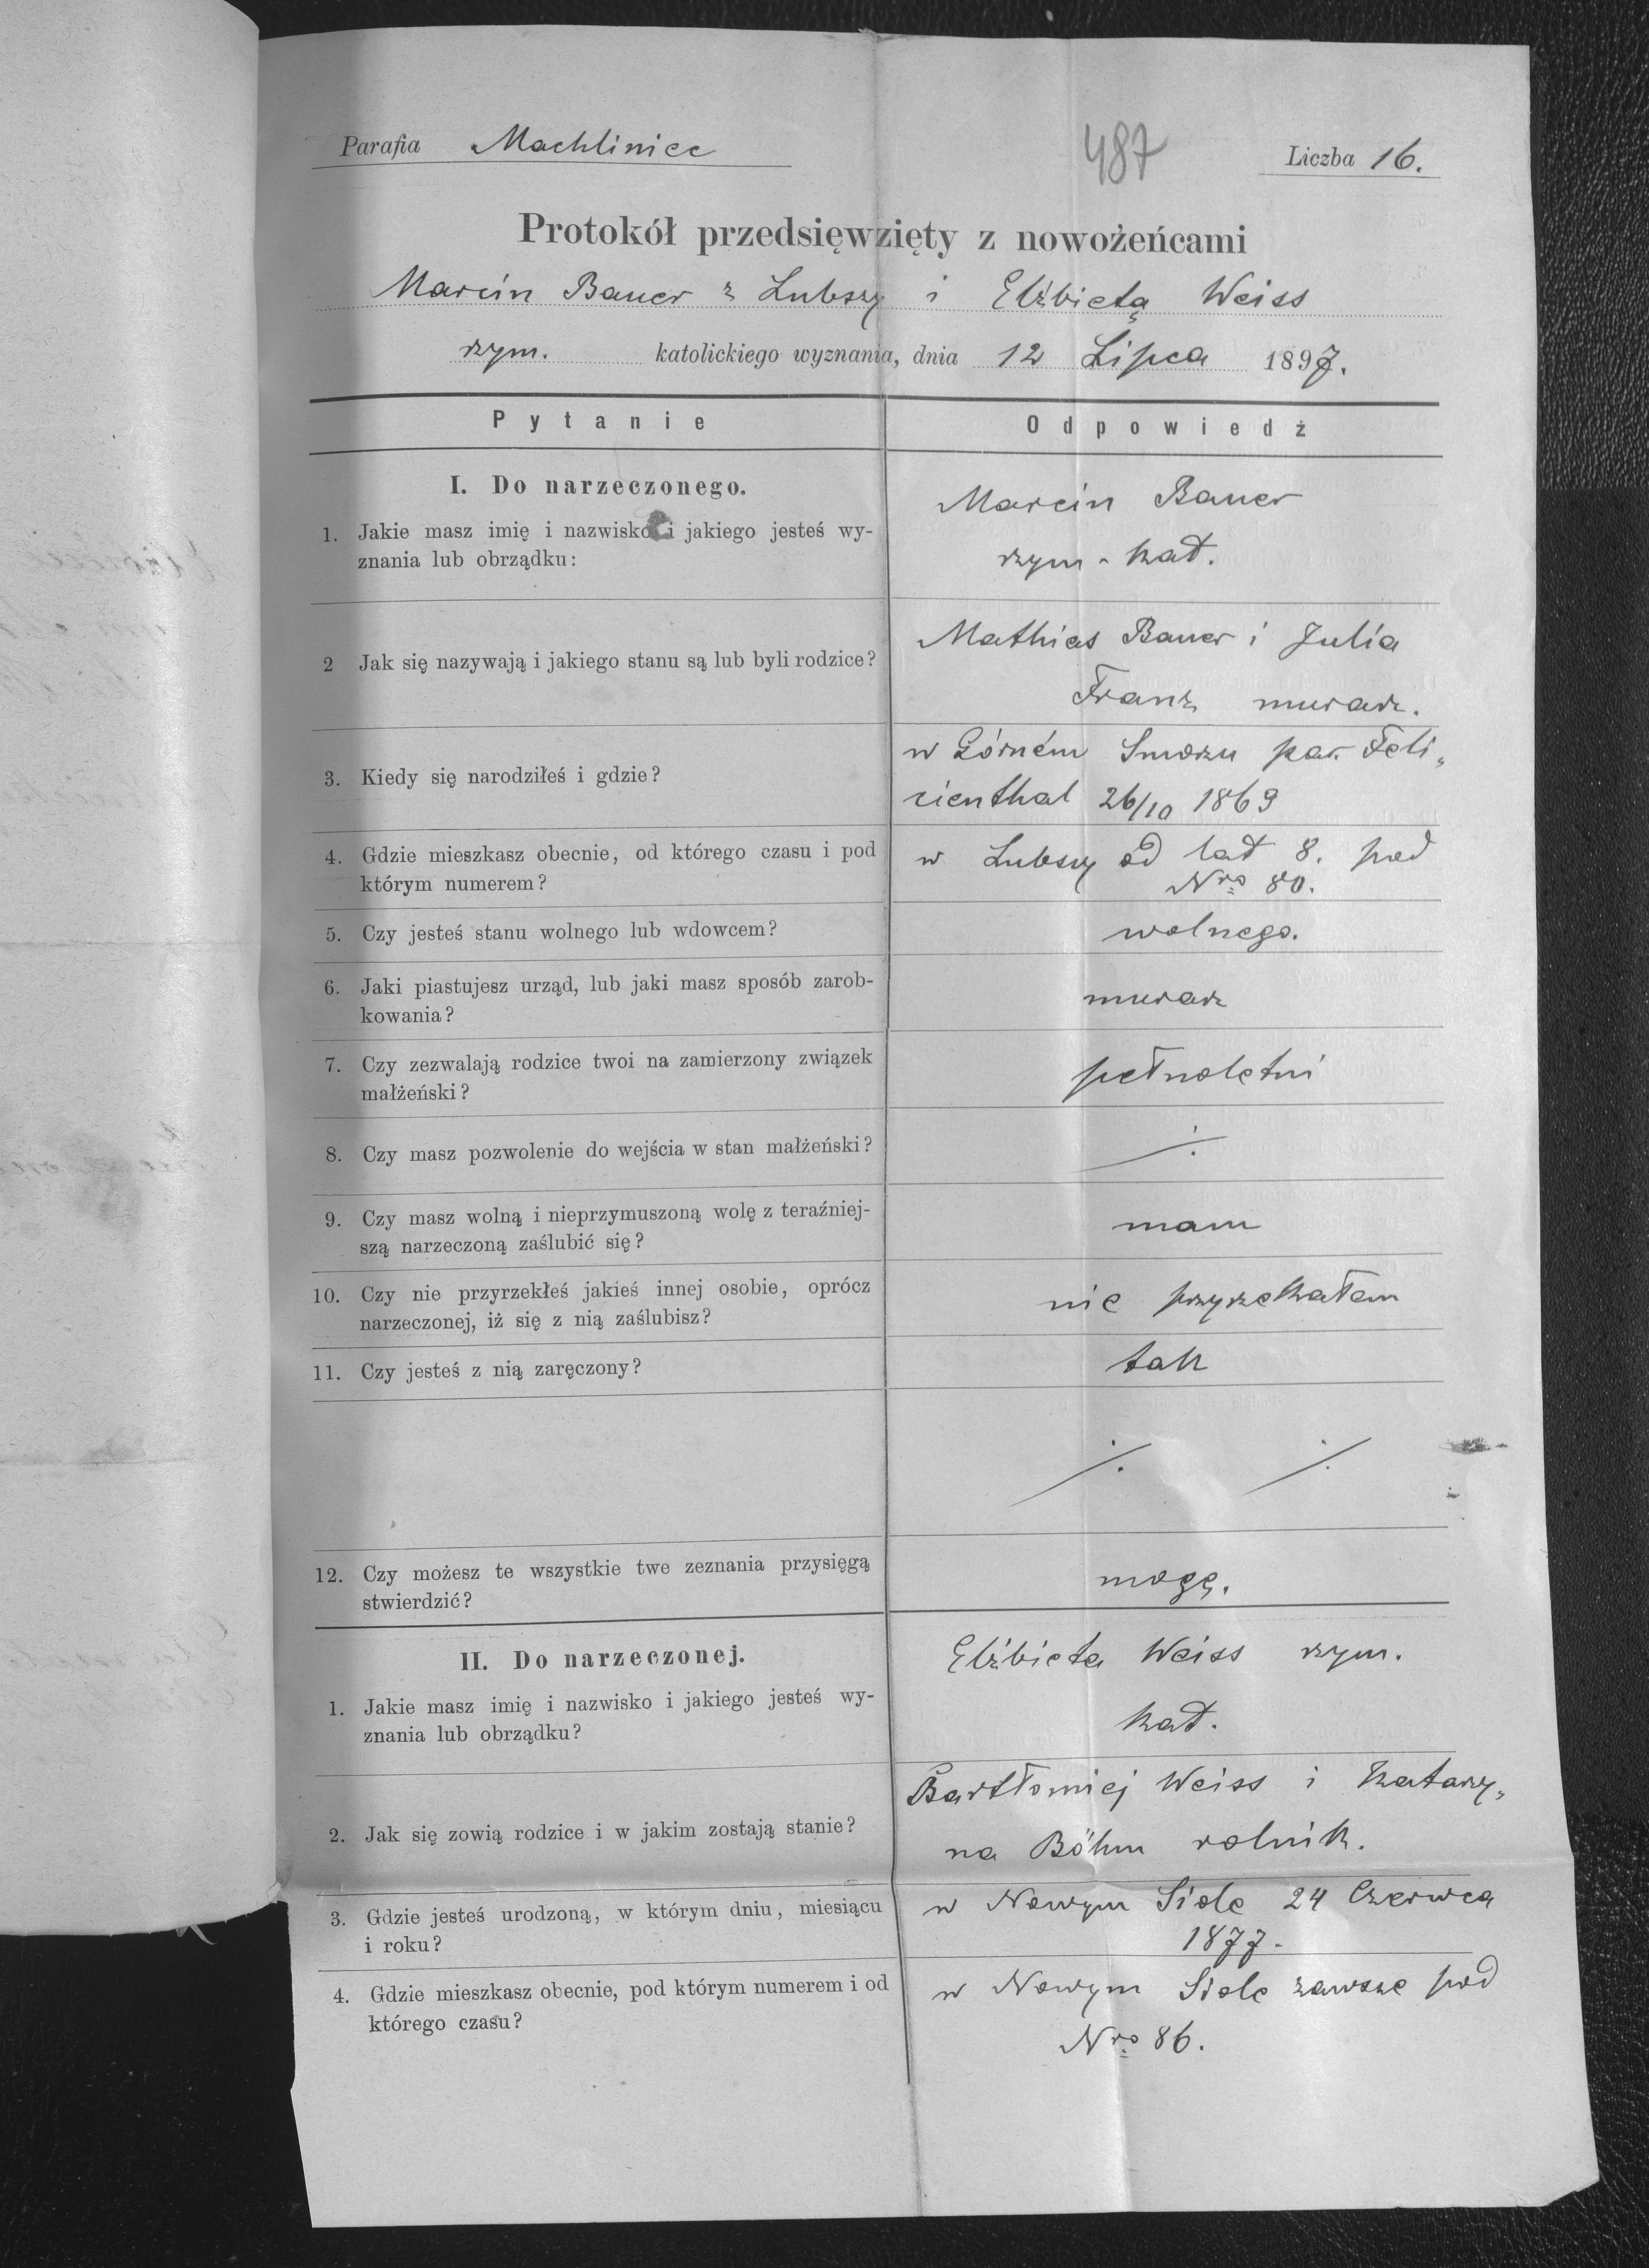 Parafia Machliniec
487
Liczba 16.
Protokół przedsięwzięty z nowożeńcami
Marcin Bauer z Lubszy i Elżbietą Weiss
rzym. katolickiego wyznania, dnia 12 Lipca 1897.
Pytanie
Odpowiedź
I. Do narzeczonego.
1. Jakie masz imię i nazwisko i jakiego jesteś wy-
znania lub obrządku:
Marcin Bauer
rzym-kat.
2 Jak się nazywają i jakiego stanu są lub byli rodzice?
Mathias Bauer i Julia
Franz murarz.
3. Kiedy się narodziłeś i gdzie?
w Górném Smorzu par. Feli„
cienthal 26/10 1869
4. Gdzie mieszkasz obecnie, od którego czasu i pod
którym numerem?
w Lubszy od lat 8. pod
Nro 80.
5. Czy jesteś stanu wolnego lub wdowcem?
wolnego.
6. Jaki piastujesz urząd, lub jaki masz sposób zarob-
kowania?
murarz
7. Czy zezwalają rodzice twoi na zamierzony związek
małżeński?
pełnoletni
8. Czy masz pozwolenie do wejścia w stan małżeński?
⁒
9. Czy masz wolną i nieprzymuszoną wolę z teraźniej-
szą narzeczoną zaślubić się?
mam
10. Czy nie przyrzekłeś jakieś innej osobie, oprócz
narzeczonej, iż się z nią zaślubisz?
nie przyrzekałem
11. Czy jesteś z nią zaręczony?
tak
⁒ ⁒
12. Czy możesz te wszystkie twe zeznania przysięgą
stwierdzić?
mogę.
II. Do narzeczonej.
1. Jakie masz imię i nazwisko i jakiego jesteś wy-
znania lub obrządku?
Elżbieta Weiss rzym.
kat.
2. Jak się zowią rodzice i w jakim zostają stanie?
Bartłomiej Weiss i Katarzy„
na Böhm rolnik.
3. Gdzie jesteś urodzoną, w którym dniu, miesiącu
i roku?
w Nowym Siole 24 Czerwca
1877.
4. Gdzie mieszkasz obecnie, pod którym numerem i od
którego czasu?
w Nowym Siole zawsze pod
Nro 86.